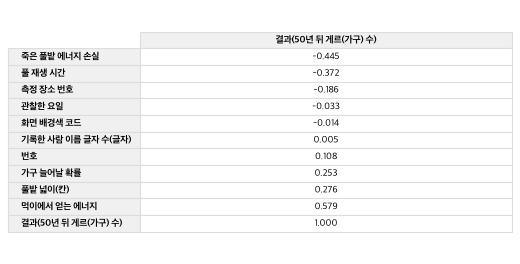 결과(50년 뒤 게르(가구) 수)
죽은 풀밭 에너지 손실 -0.445
풀 재생 시간 -0.372
측정 장소 번호 -0.186
관찰한 요일 -0.033
화면 배경색 코드 -0.014
기록한 사람 이름 글자 수(글자) 0.005
번호 0.108
가구 늘어날 확률 0.253
풀밭 넓이(칸) 0.276
먹이에서 얻는 에너지 0.579
결과(50년 뒤 게르(가구) 수) 1.000